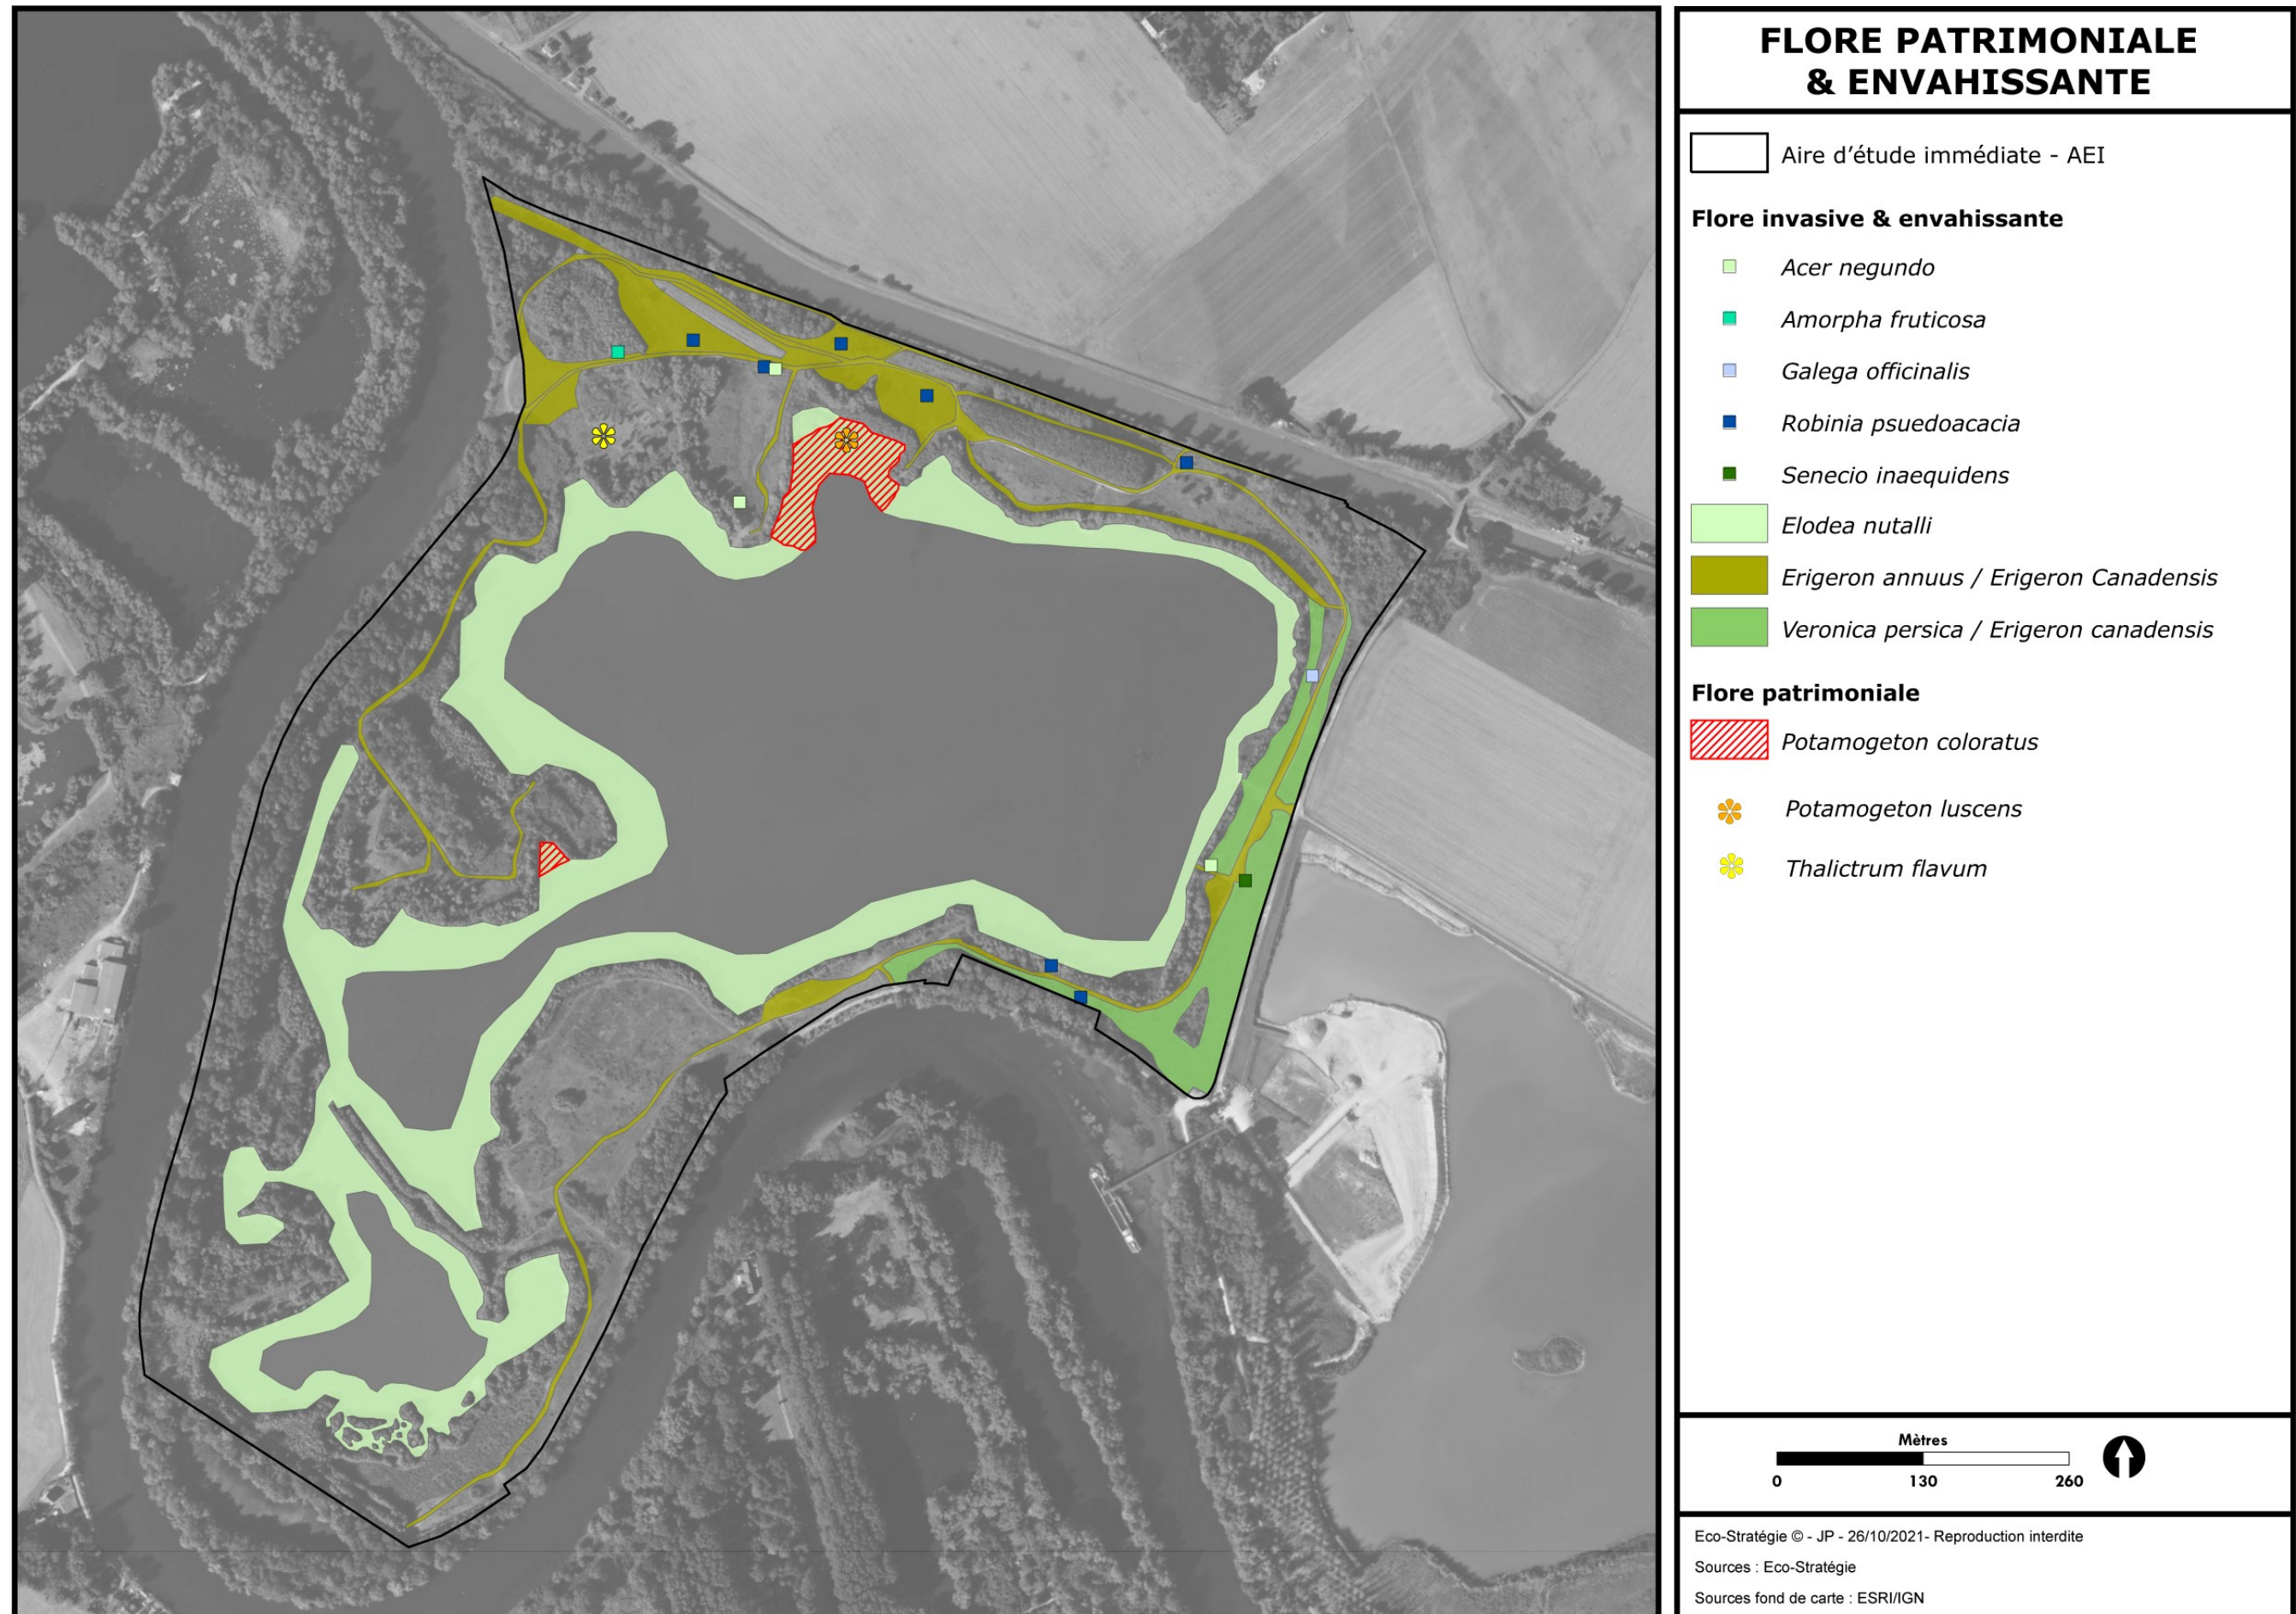 FLORE PATRIMONIALE
& ENVAHISSANTE
Aire d'étude immédiate - AEI
Flore invasive & envahissante
Acer negundo
Amorpha fruticosa
Galega officinalis
Robinia psuedoacacia
Senecio inaequidens
Elodea nutalli
Erigeron annuus / Erigeron Canadensis
Veronica persica / Erigeron canadensis
Flore patrimoniale
Potamogeton coloratus
Potamogeton luscens
Thalictrum flavum
Mètres
0 130 260
Eco-Stratégie © - JP - 26/10/2021- Reproduction interdite
Sources : Eco-Stratégie
Sources fond de carte : ESRI/IGN